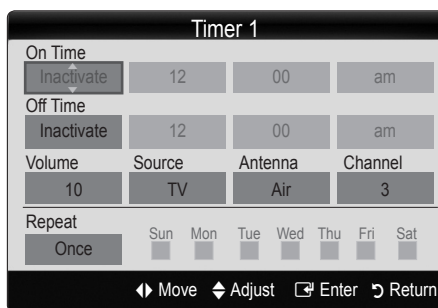 Timer 1
On Time
Inactivate 12 00 am
Off Time
Inactivate 12 00 am
Volume Source Antenna Channel
10 TV Air 3
Repeat Sun Mon Tue Wed Thu Fri Sat
Once
Move Adjust Enter Return